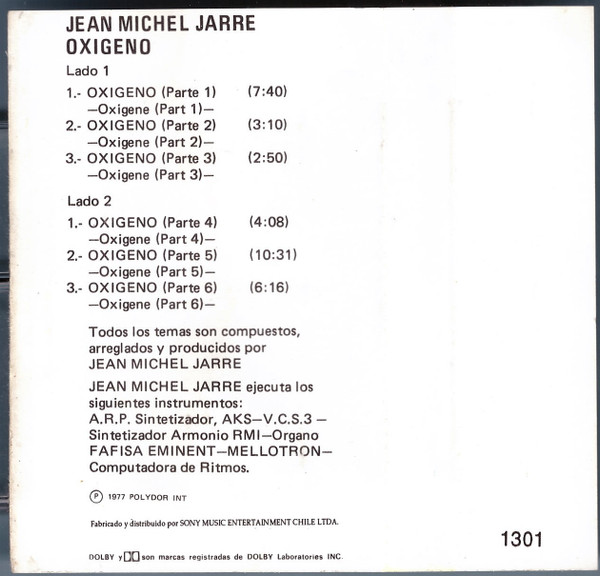 JEAN MICHEL JARRE
OXIGENO
Lado 1
1.- OXIGENO (Parte 1) (7:40)
—Oxigene (Part 1)—
2.- OXIGENO (Parte 2) (3:10)
—Oxigene (Part 2)—
3.- OXIGENO (Parte 3) (2:50)
—Oxigene (Part 3)—
Lado 2
1.- OXIGENO (Parte 4) (4:08)
—Oxigene (Part 4)—
2.- OXIGENO (Parte 5) (10:31)
—Oxigene (Part 5)—
3.- OXIGENO (Parte 6) (6:16)
—Oxigene (Part 6)—
Todos los temas son compuestos,
arreglados y producidos por
JEAN MICHEL JARRE
JEAN MICHEL JARRE ejecuta los
siguientes instrumentos:
A.R.P. Sintetizador, AKS—V.C.S.3 —
Sintetizador Armonio RMI—Organo
FAFISA EMINENT—MELLOTRON—
Computadora de Ritmos.
Ⓟ 1977 POLYDOR INT
Fabricado y distribuido por SONY MUSIC ENTERTAINMENT CHILE LTDA.
1301
DOLBY y son marcas registradas de DOLBY Laboratories INC.